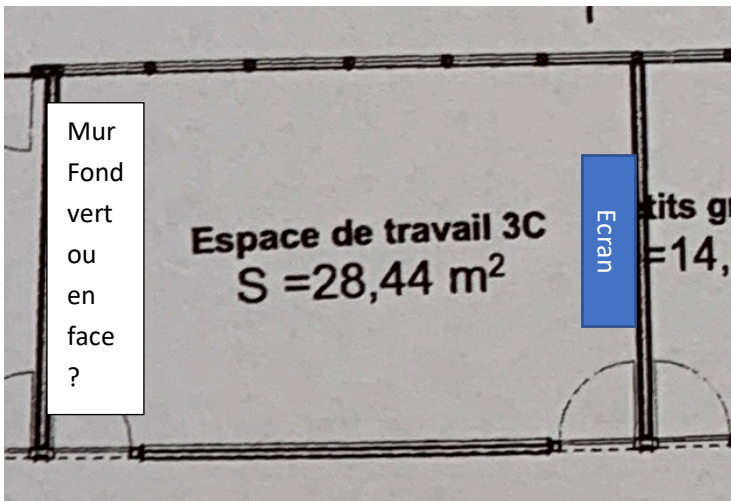 Mur
Fond
vert
ou
en
face
?
Espace de travail 3C
S =28,44 m²
Ecran
tits g
=14,